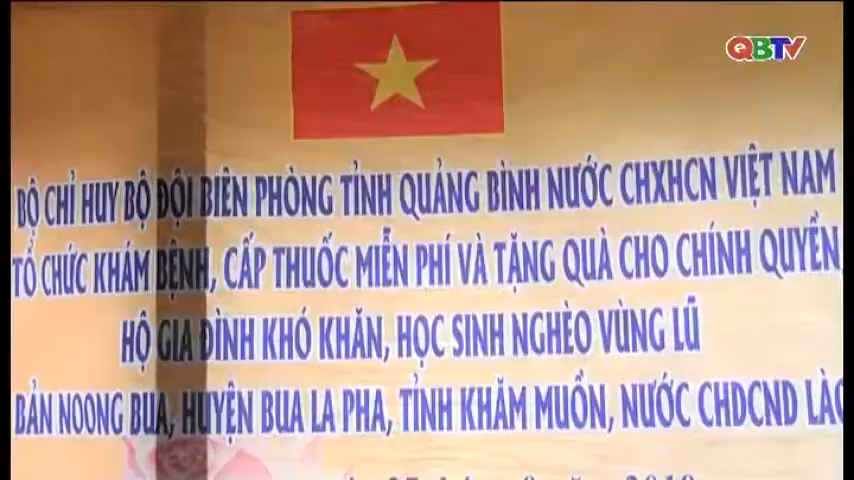 QBTV
BỘ CHỈ HUY BỘ ĐỘI BIÊN PHÒNG TỈNH QUẢNG BÌNH NƯỚC CHXHCN VIỆT NAM
TỔ CHỨC KHÁM BỆNH, CẤP THUỐC MIỄN PHÍ VÀ TẶNG QUÀ CHO CHÍNH QUYỀN,
HỘ GIA ĐÌNH KHÓ KHĂN, HỌC SINH NGHÈO VÙNG LŨ
BẢN NOONG BUA, HUYỆN BUA LA PHA, TỈNH KHĂM MUỒN, NƯỚC CHDCND LÀO